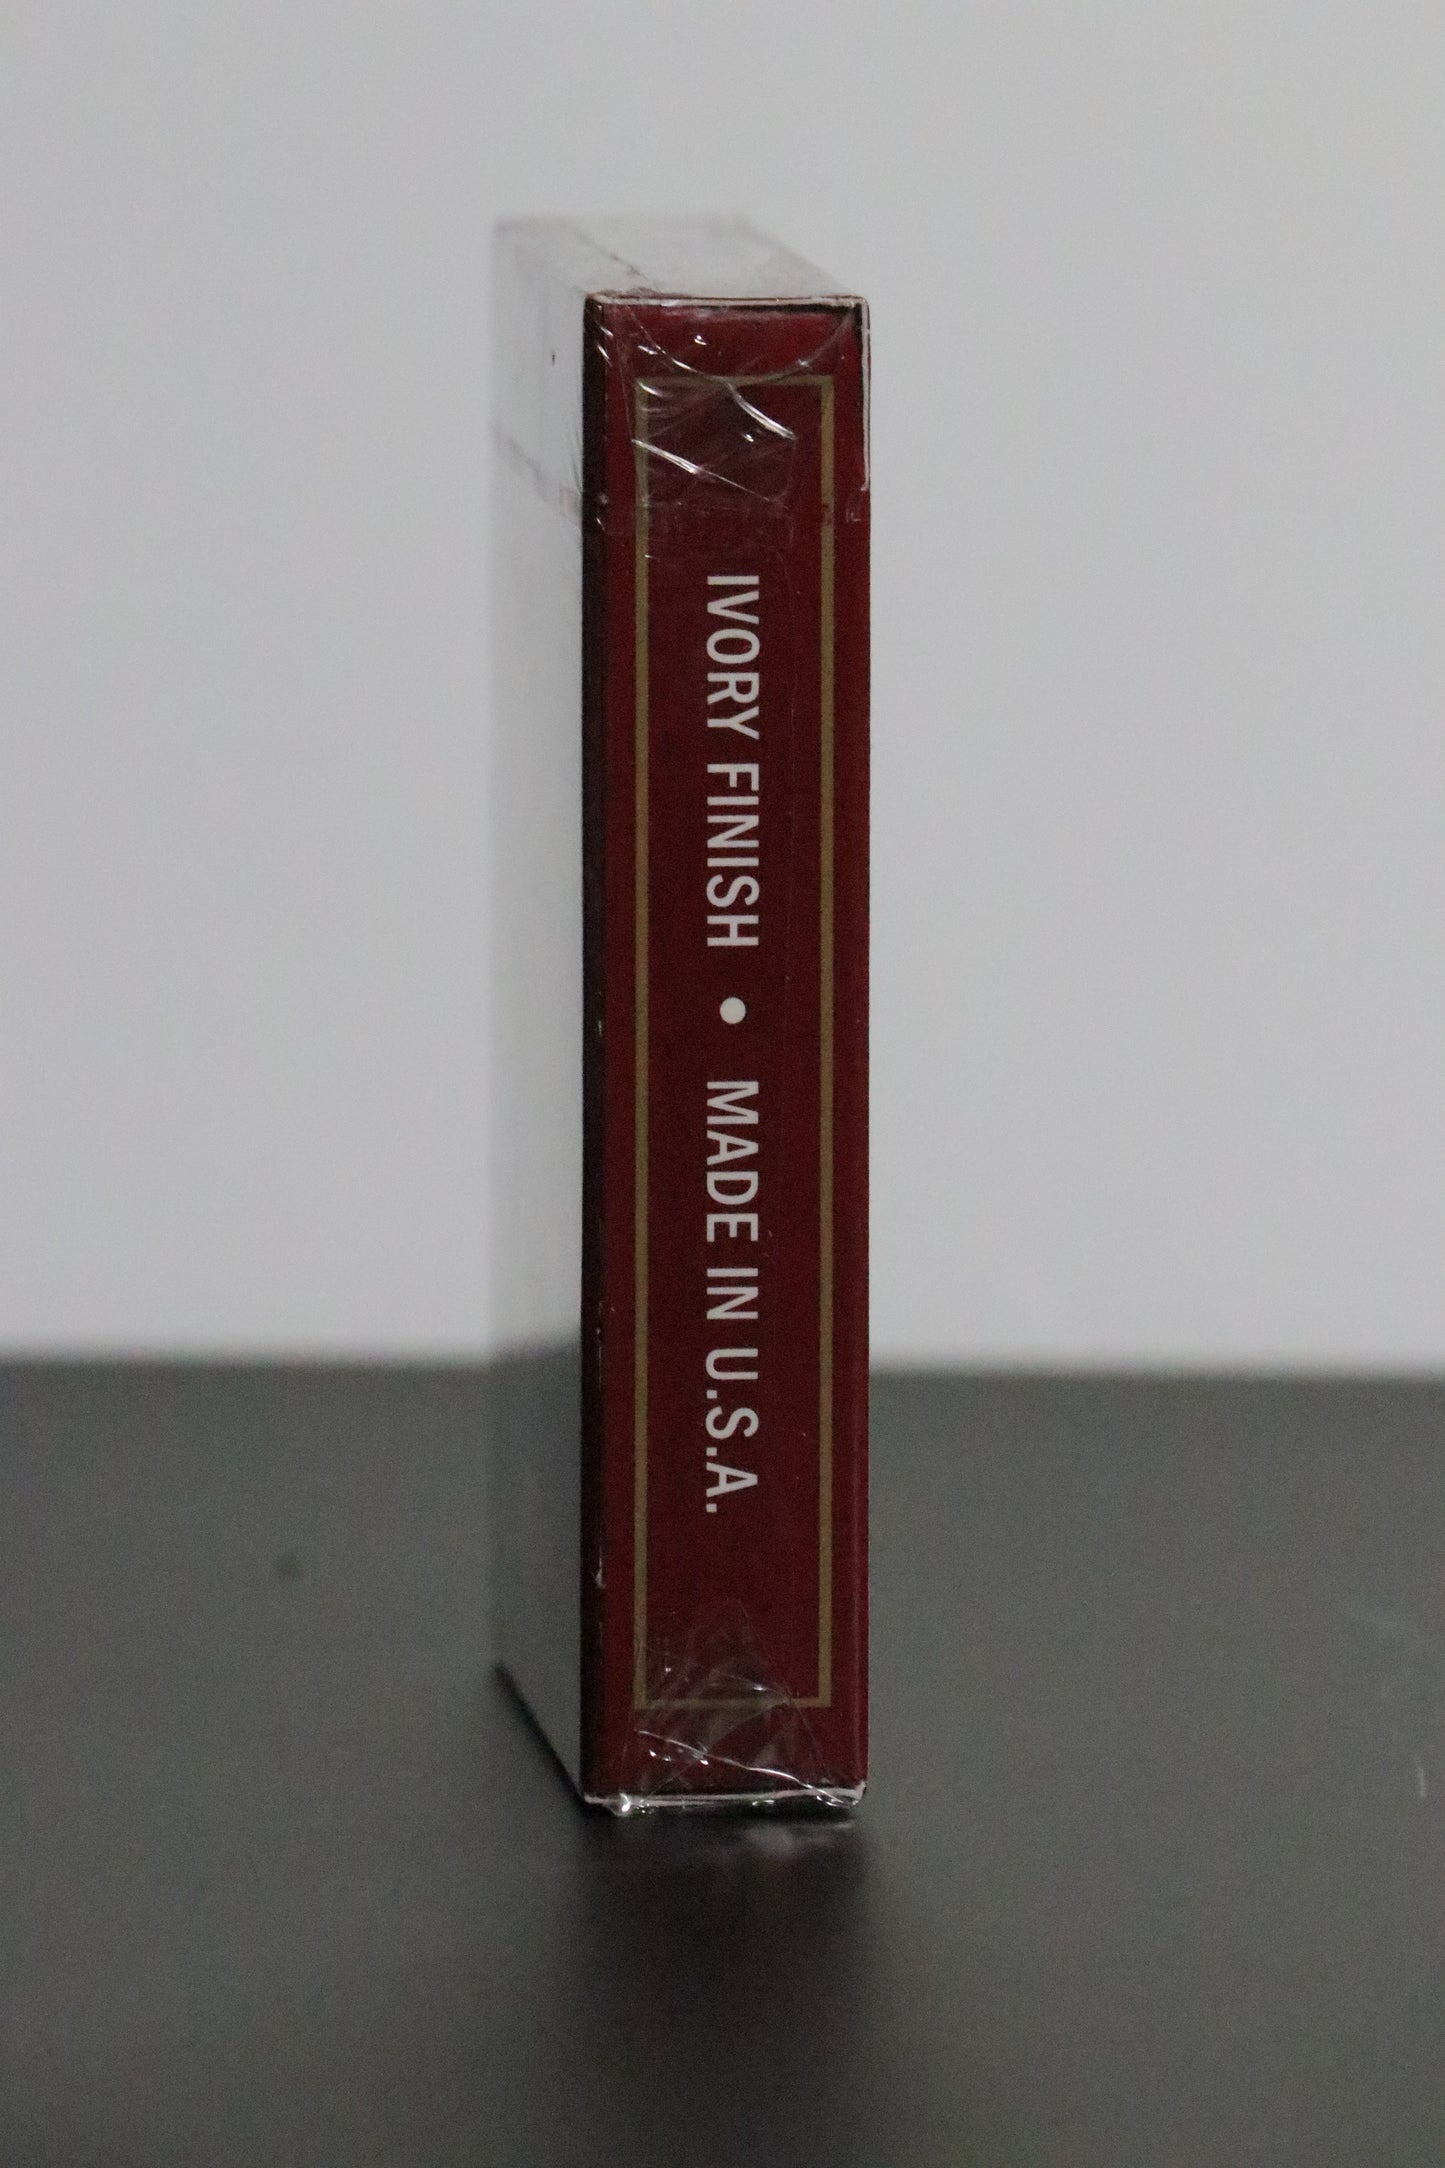 IVORY FINISH • MADE IN U.S.A.